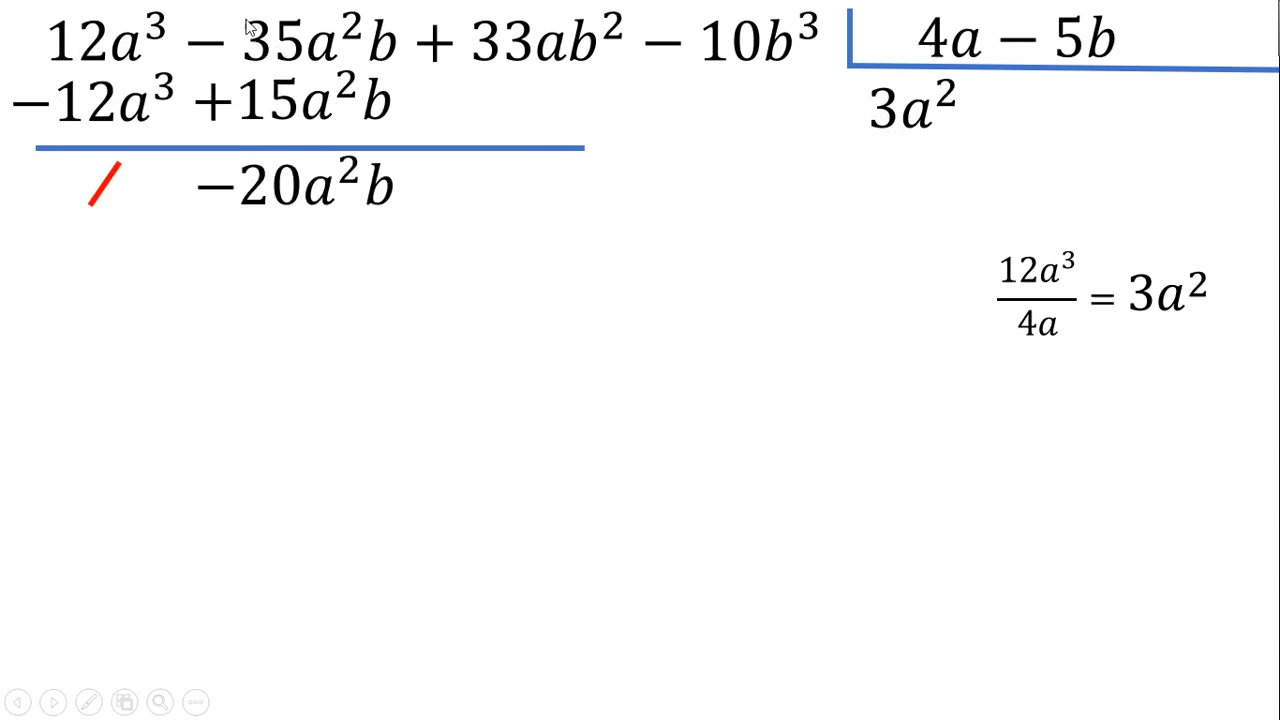 12a³ − 35a²b + 33ab² − 10b³ 4a − 5b
−12a³ +15a²b 3a²
−20a²b
12a³/4a = 3a²